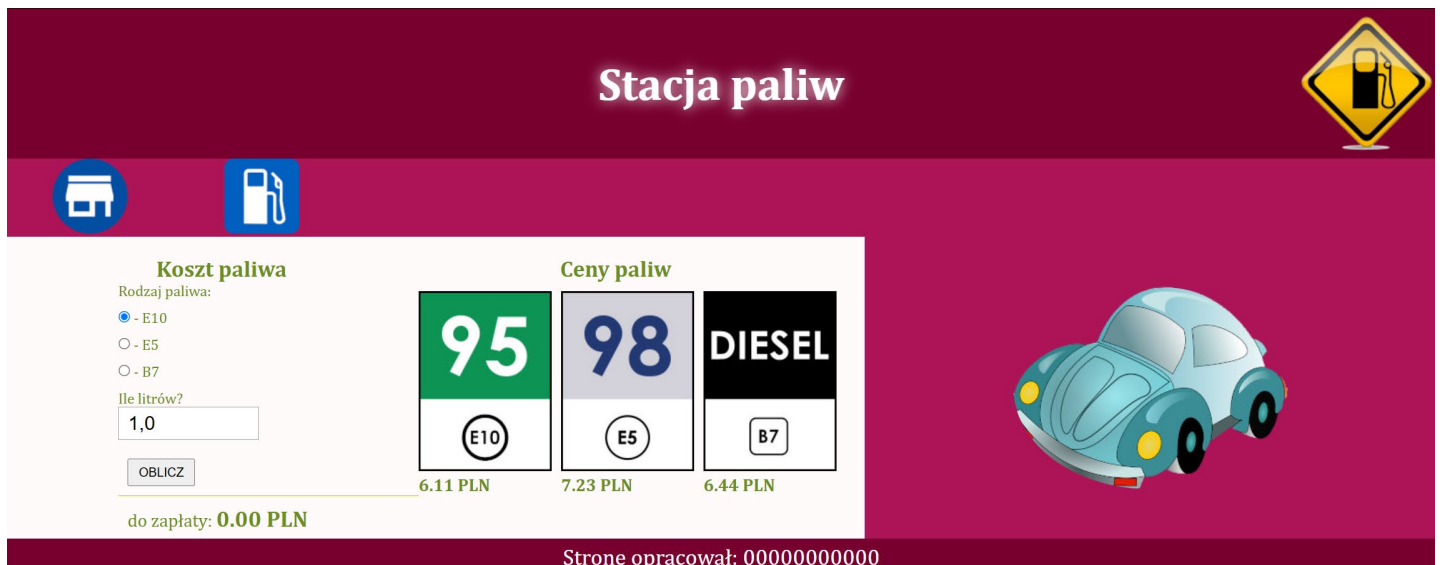 Stacja paliw
Koszt paliwa
Rodzaj paliwa:
- E10
- E5
- B7
Ile litrów?
1,0
OBLICZ
do zapłaty: 0.00 PLN
Ceny paliw
95
E10
6.11 PLN
98
E5
7.23 PLN
DIESEL
B7
6.44 PLN
Stronę opracował: 00000000000